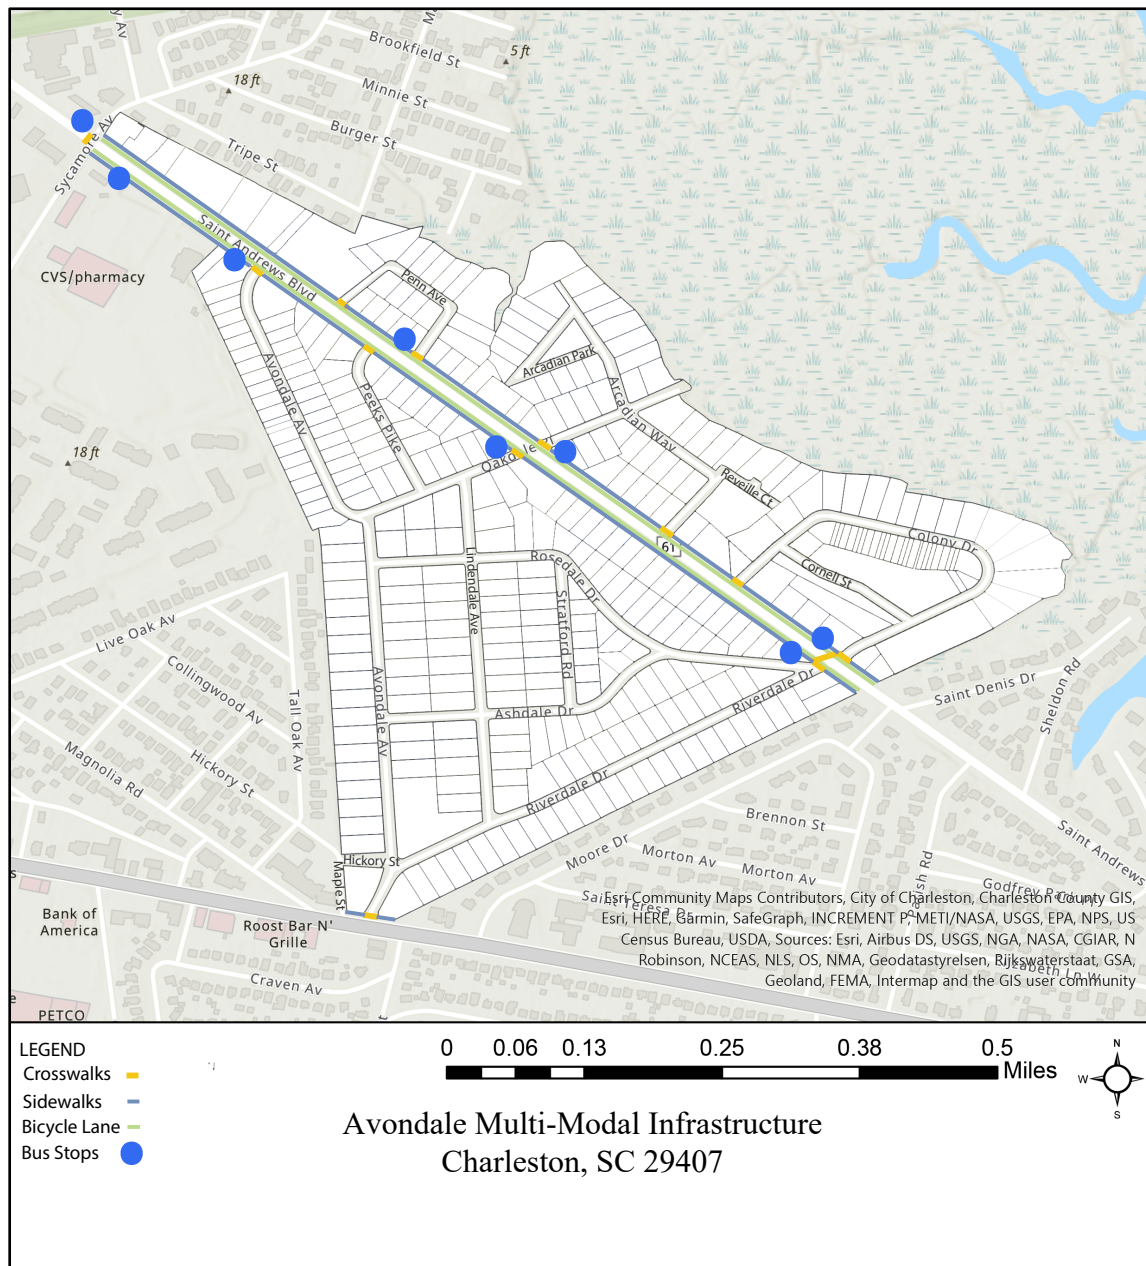 Brookfield St
5 ft
18 ft
Minnie St
Burger St
Tripe St
Sycamore Av
Saint Andrews Blvd
CVS/pharmacy
Penn Ave
Arcadian Park
Avondale Av
Peeks Pike
Arcadian Way
18 ft
Reveille Ct
61
Colony Dr
Cornell St
Rosedale Dr
Lindendale Ave
Stratford Rd
Live Oak Av
Collingwood Av
Tall Oak Av
Avondale Av
Saint Denis Dr
Sheldon Rd
Riverdale Dr
Ashdale Dr
Hickory St
Magnolia Rd
Riverdale Dr
Brennon St
Moore Dr
Morton Av
Morton Av
Saint Andrews
Hickory St
Maple St
s
Bank of
America
Roost Bar N'
Grille
Craven Av
e
PETCO
Esri Community Maps Contributors, City of Charleston, Charleston County GIS,
Esri, HERE, Garmin, SafeGraph, INCREMENT P, METI/NASA, USGS, EPA, NPS, US
Census Bureau, USDA, Sources: Esri, Airbus DS, USGS, NGA, NASA, CGIAR, N
Robinson, NCEAS, NLS, OS, NMA, Geodatastyrelsen, Rijkswaterstaat, GSA,
Geoland, FEMA, Intermap and the GIS user community
LEGEND
Crosswalks
Sidewalks
Bicycle Lane
Bus Stops
0 0.06 0.13 0.25 0.38 0.5
Miles
N
W E
S
Avondale Multi-Modal Infrastructure
Charleston, SC 29407